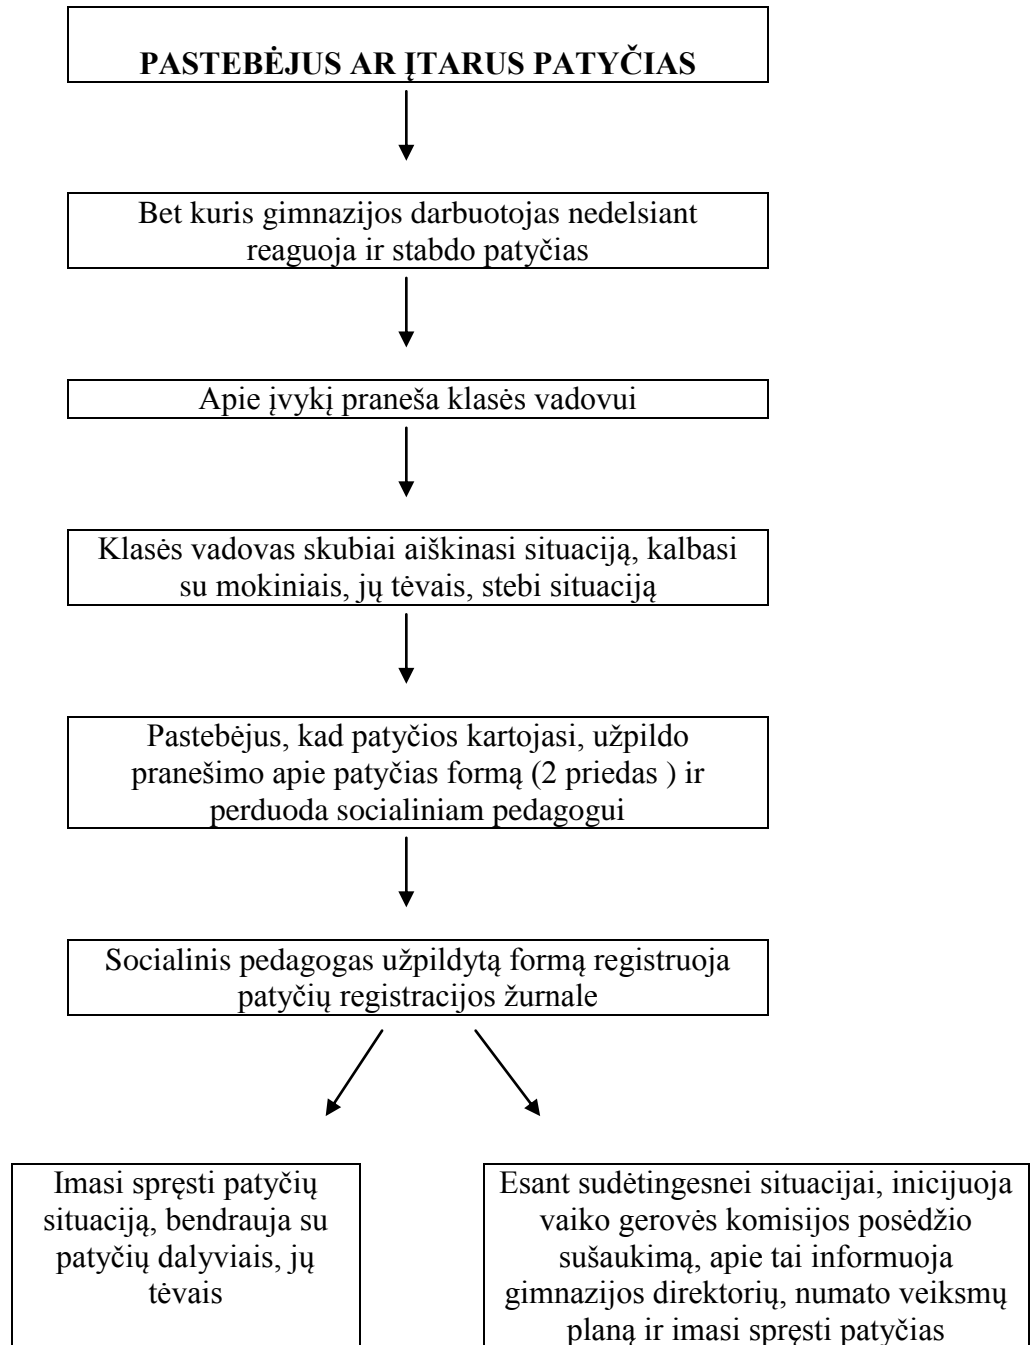 PASTEBĖJUS AR ĮTARUS PATYČIAS
Bet kuris gimnazijos darbuotojas nedelsiant
reaguoja ir stabdo patyčias
Apie įvykį praneša klasės vadovui
Klasės vadovas skubiai aiškinasi situaciją, kalbasi
su mokiniais, jų tėvais, stebi situaciją
Pastebėjus, kad patyčios kartojasi, užpildo
pranešimo apie patyčias formą (2 priedas ) ir
perduoda socialiniam pedagogui
Socialinis pedagogas užpildytą formą registruoja
patyčių registracijos žurnale
Imasi spręsti patyčių
situaciją, bendrauja su
patyčių dalyviais, jų
tėvais
Esant sudėtingesnei situacijai, inicijuoja
vaiko gerovės komisijos posėdžio
sušaukimą, apie tai informuoja
gimnazijos direktorių, numato veiksmų
planą ir imasi spręsti patyčias